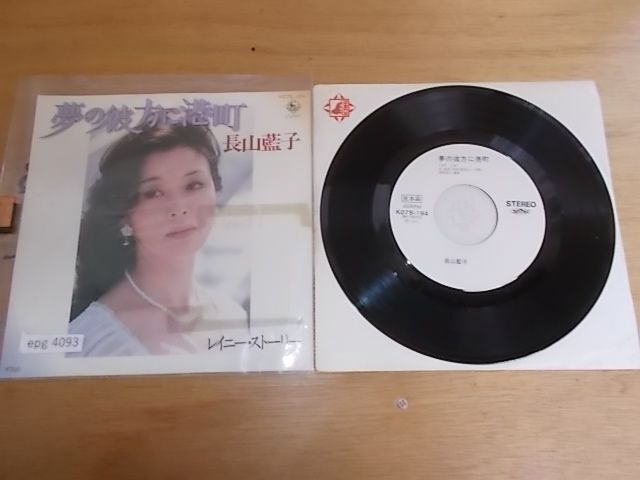 夢の彼方に港町
長山藍子
レイニー・ストーリー
epg 4093
夢の彼方に港町
見本品
K07S-194
STEREO
長山藍子